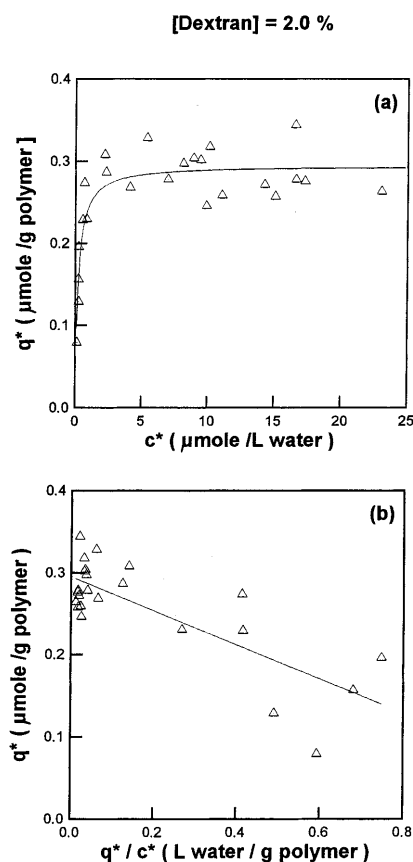 [Dextran] = 2.0 %
(a)
0.4
0.3
0.2
0.1
0.0
q* ( μmole /g polymer ]
0 5 10 15 20 25
c* ( μmole /L water )
(b)
0.4
0.3
0.2
0.1
0.0
q* ( μmole /g polymer )
0.0 0.2 0.4 0.6 0.8
q* / c* ( L water / g polymer )